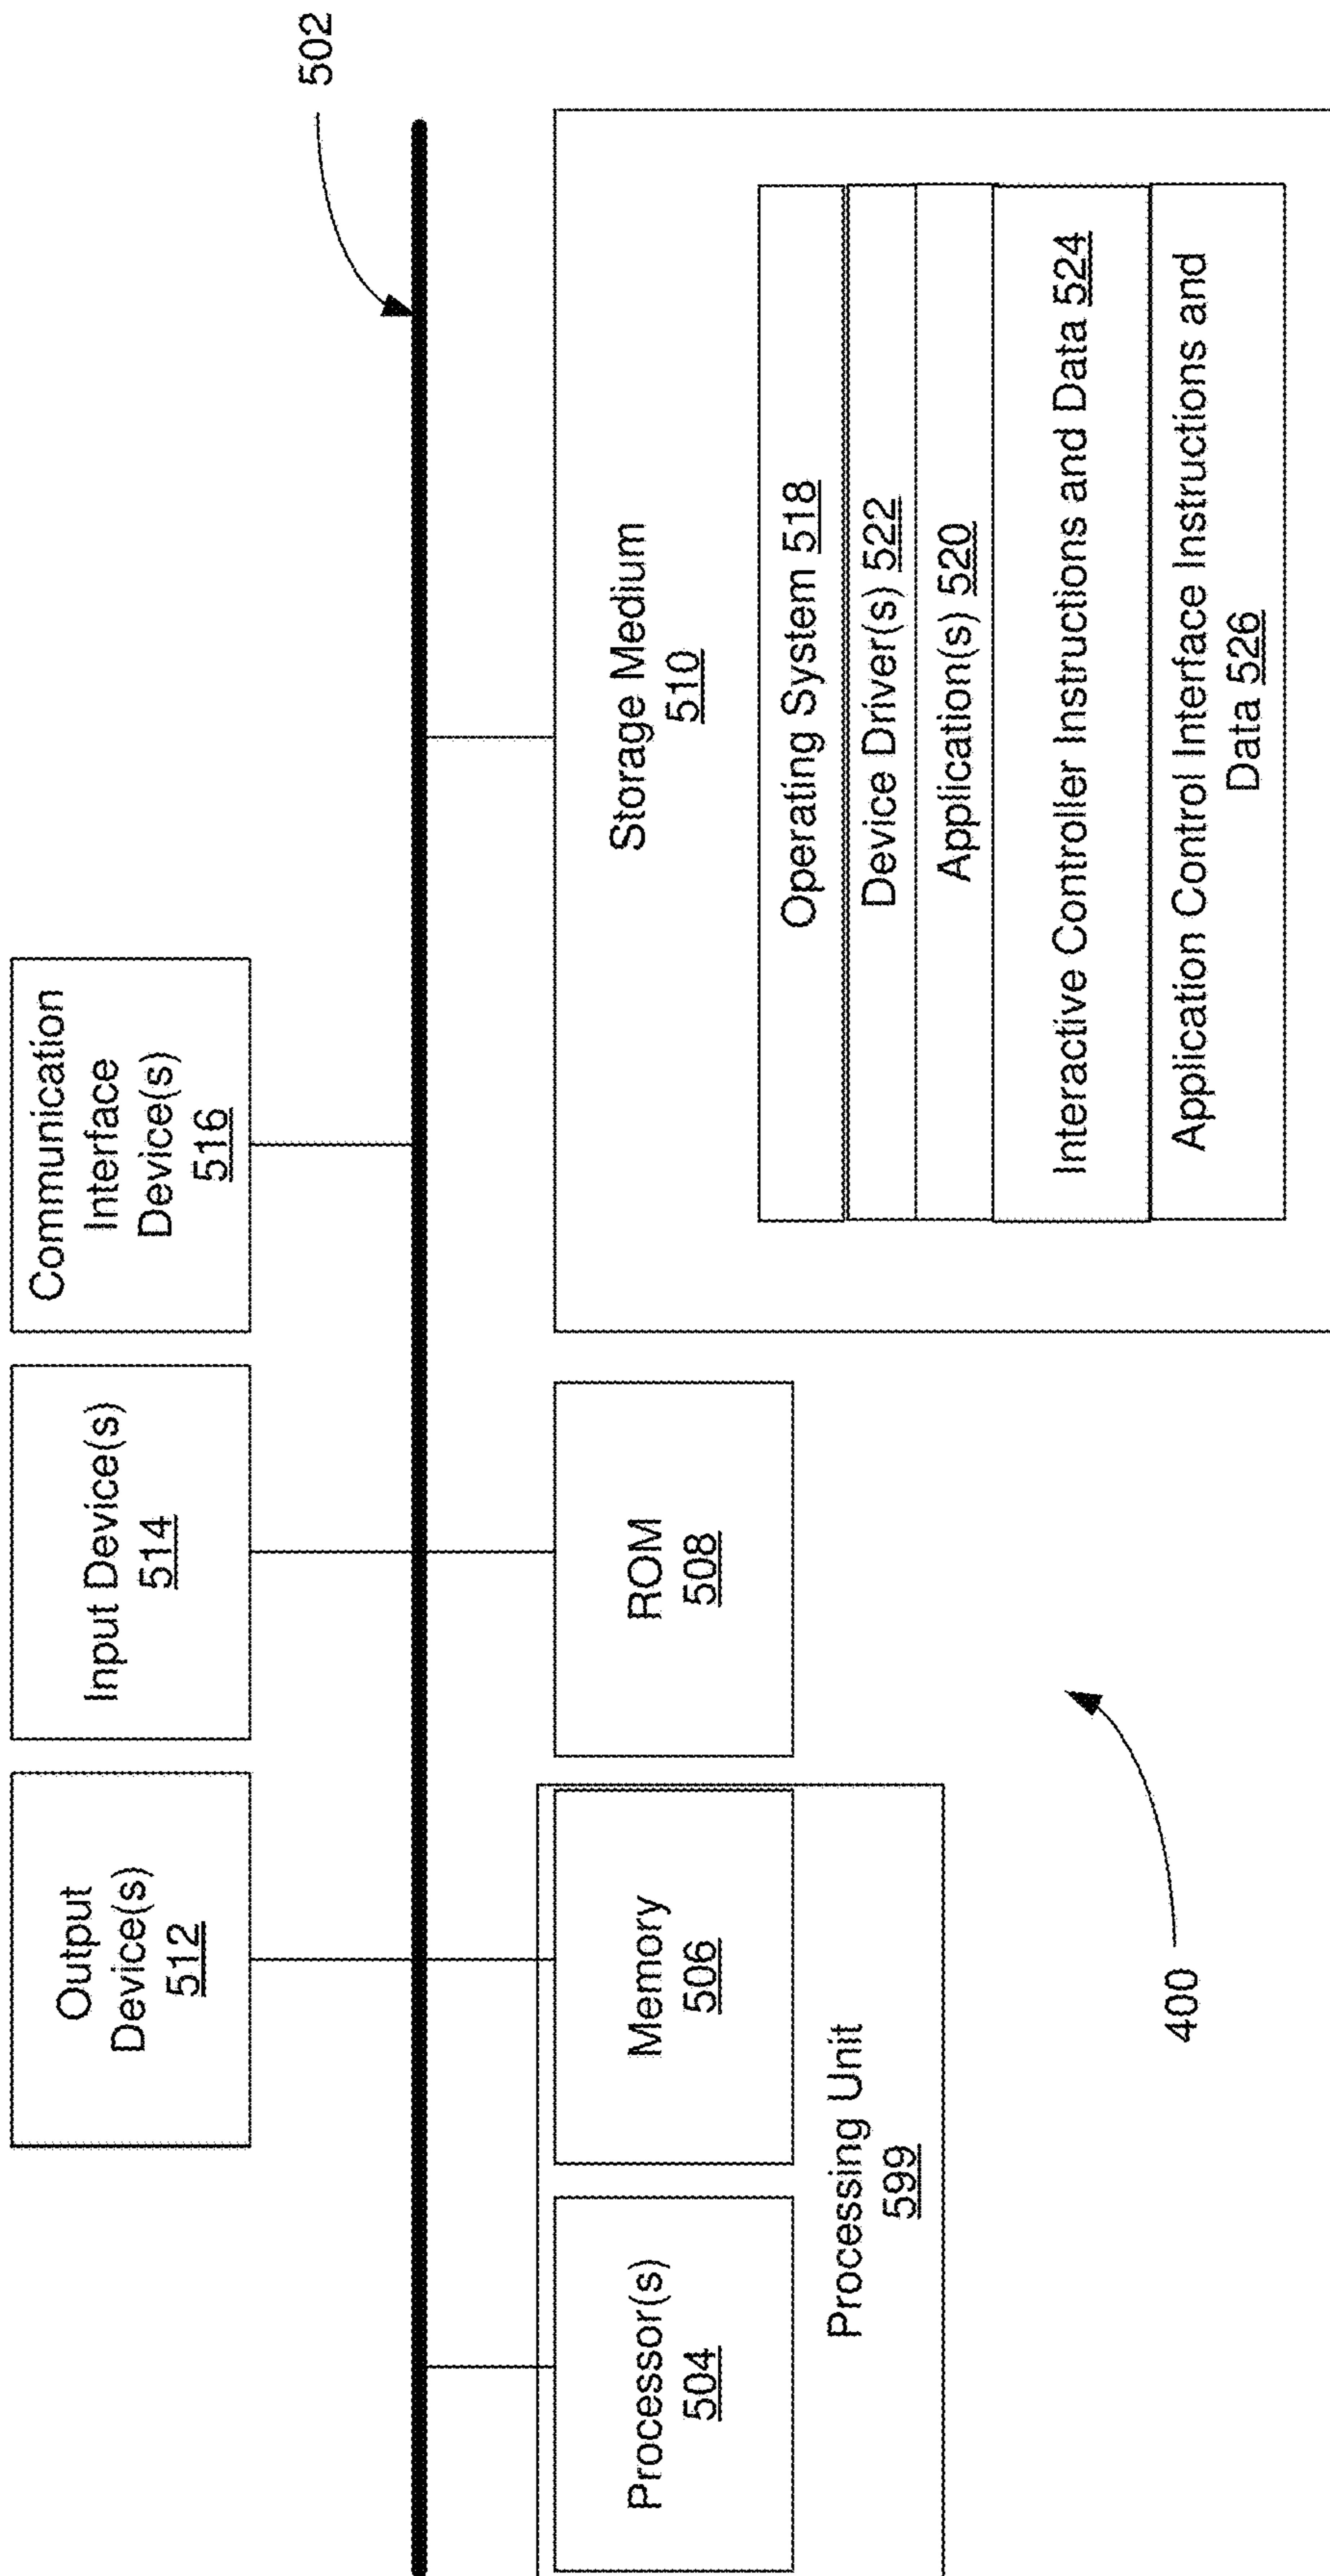 502
Output
Device(s)
512
Input Device(s)
514
Communication
Interface
Device(s)
516
Processor(s)
504
Memory
506
Processing Unit
599
ROM
508
Storage Medium
510
Operating System 518
Device Driver(s) 522
Application(s) 520
Interactive Controller Instructions and Data 524
Application Control Interface Instructions and
Data 526
400